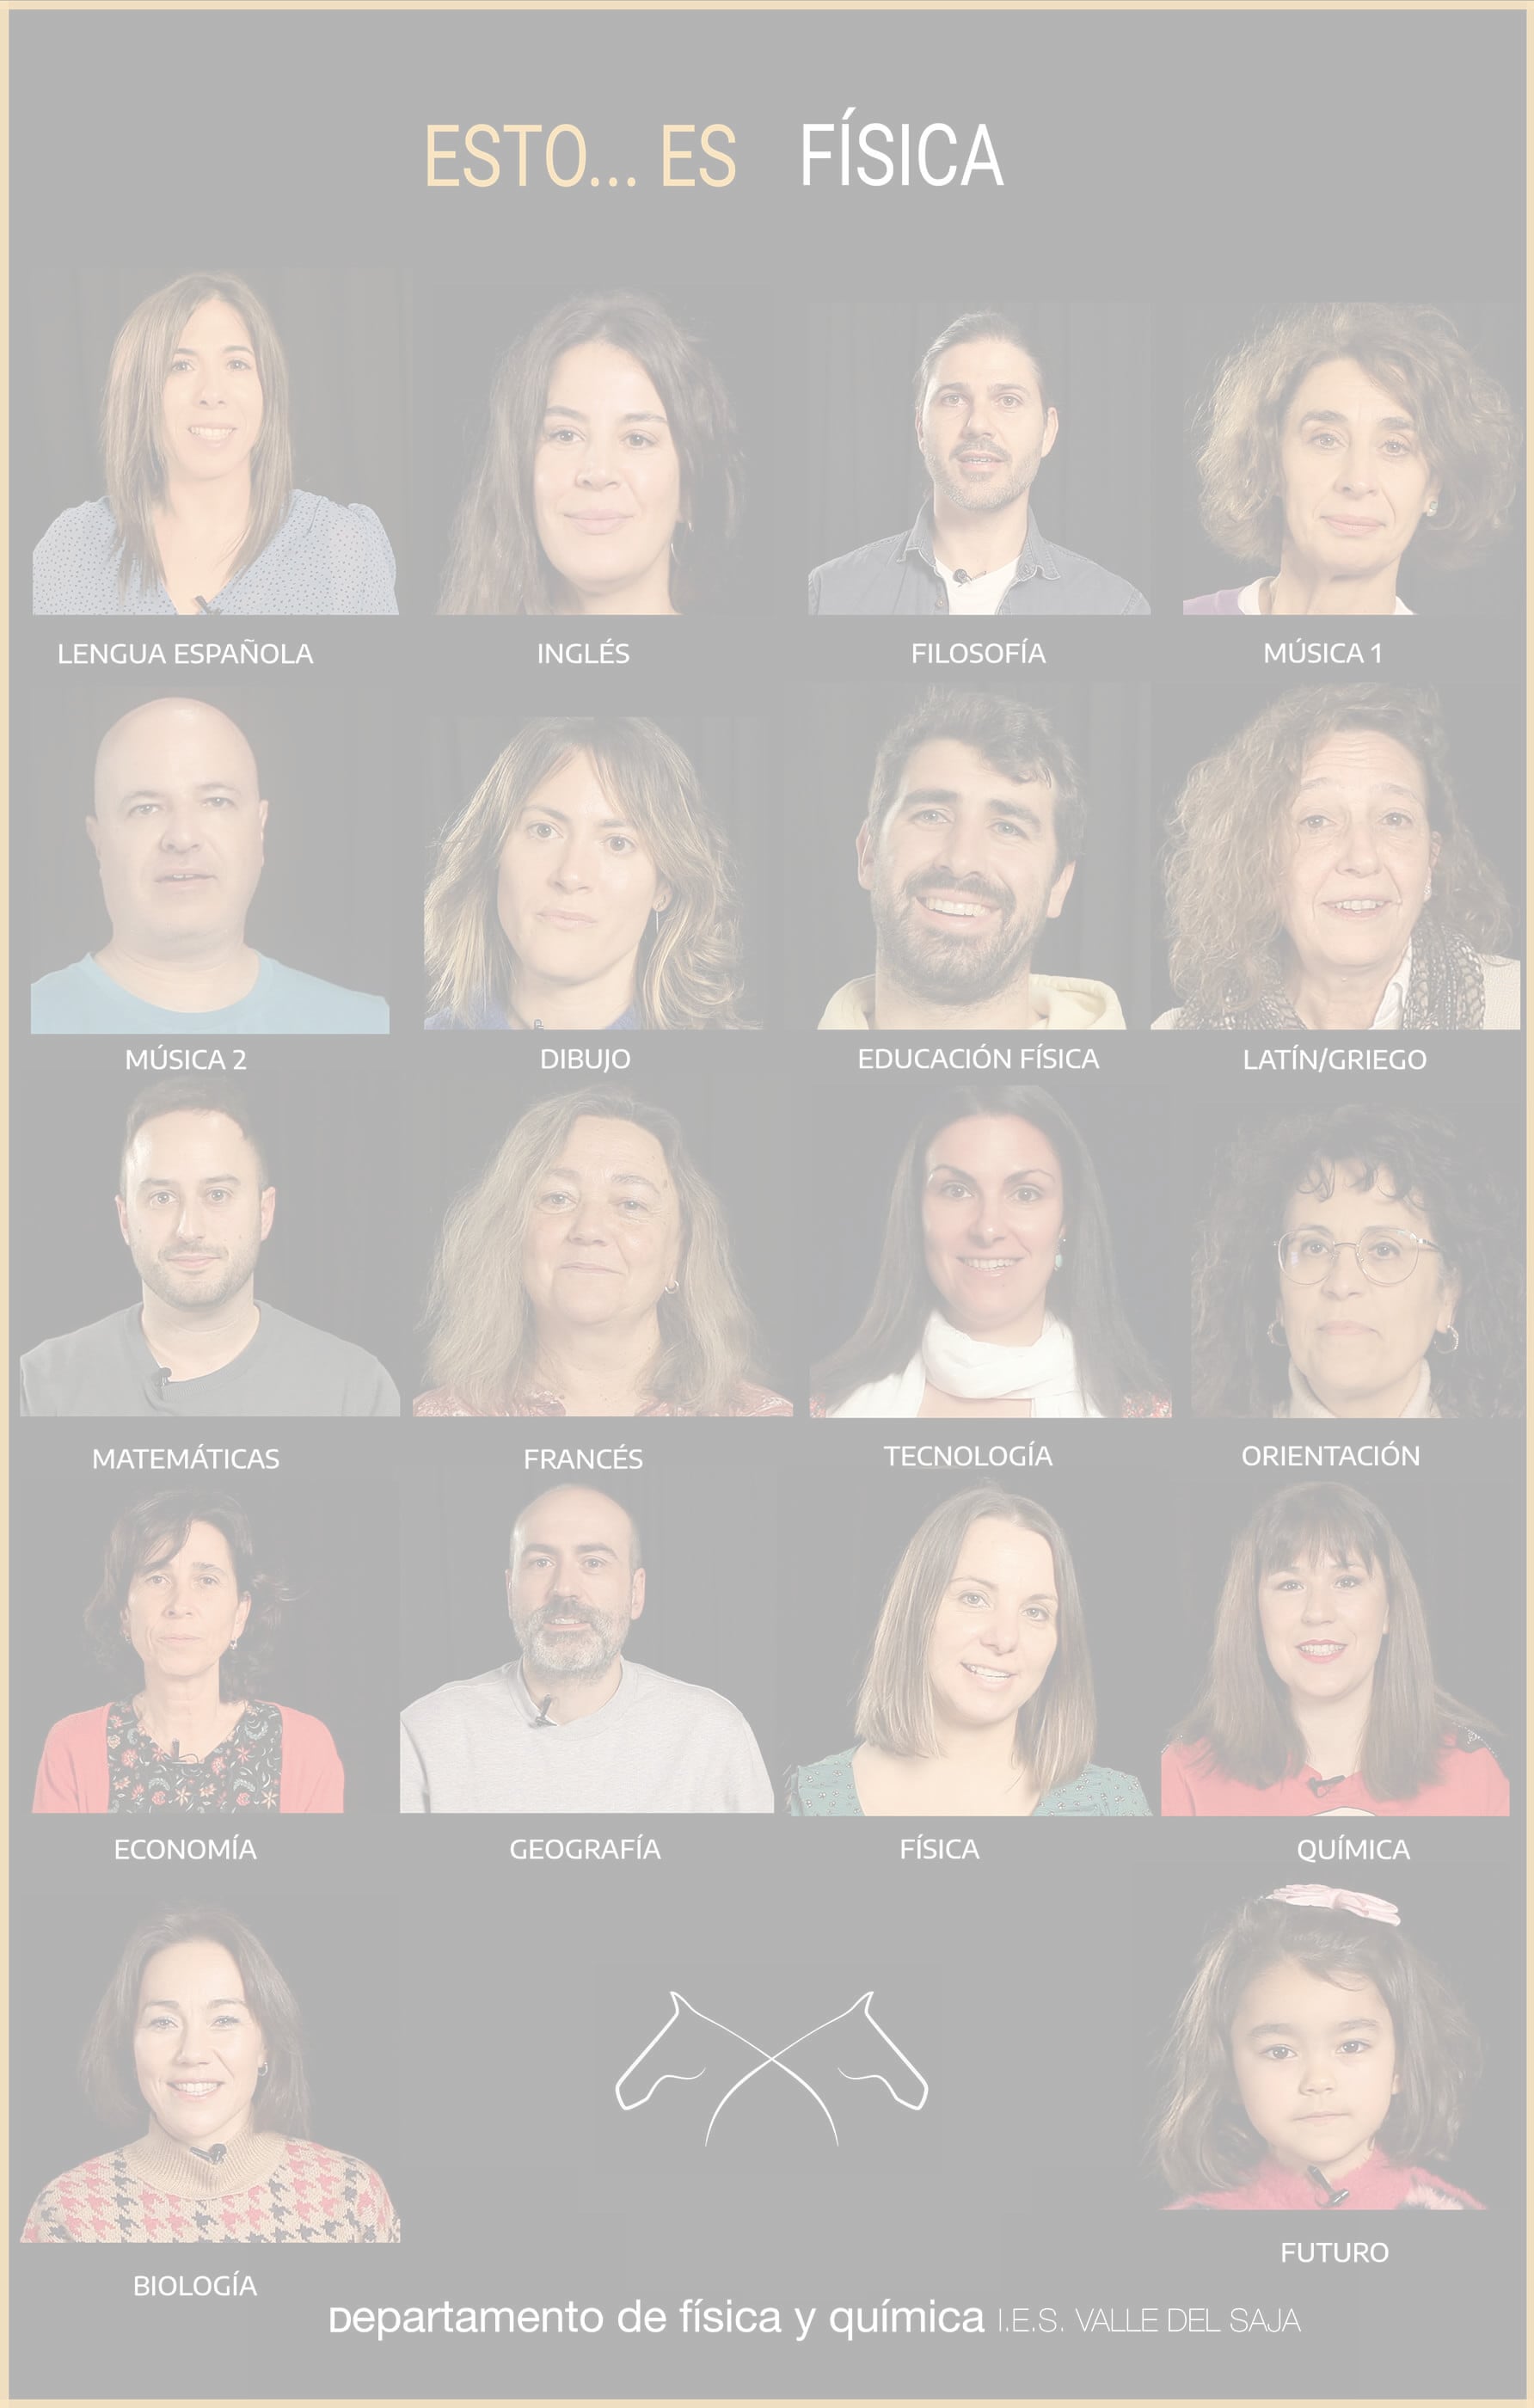 ESTO... ES FÍSICA
LENGUA ESPAÑOLA
INGLÉS
FILOSOFÍA
MÚSICA 1
MÚSICA 2
DIBUJO
EDUCACIÓN FÍSICA
LATÍN/GRIEGO
MATEMÁTICAS
FRANCÉS
TECNOLOGÍA
ORIENTACIÓN
ECONOMÍA
GEOGRAFÍA
FÍSICA
QUÍMICA
BIOLOGÍA
FUTURO
Departamento de física y química I.E.S. VALLE DEL SAJA